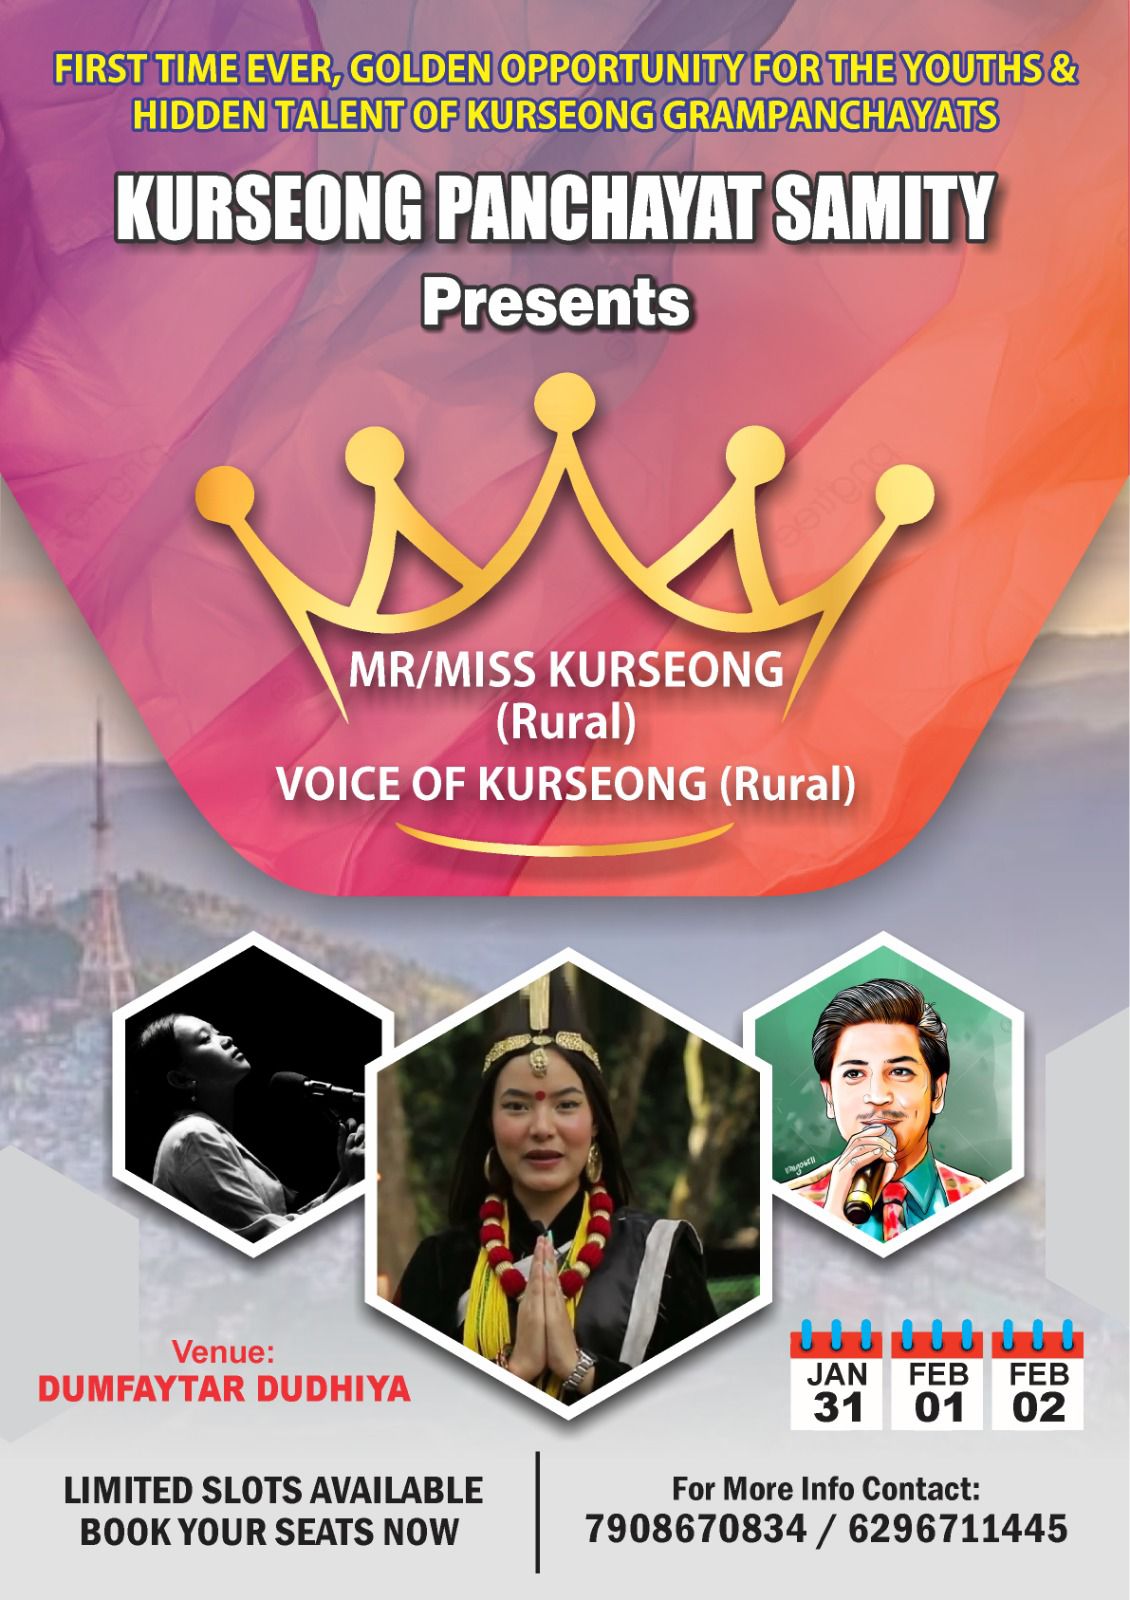 FIRST TIME EVER, GOLDEN OPPORTUNITY FOR THE YOUTHS &
HIDDEN TALENT OF KURSEONG GRAMPANCHAYATS
KURSEONG PANCHAYAT SAMITY
Presents
MR/MISS KURSEONG
(Rural)
VOICE OF KURSEONG (Rural)
Venue:
DUMFAYTAR DUDHIYA
JAN
31
FEB
01
FEB
02
LIMITED SLOTS AVAILABLE
BOOK YOUR SEATS NOW
For More Info Contact:
7908670834 / 6296711445